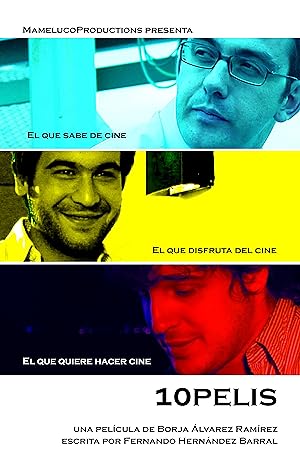 MamelucoProductions presenta
El que sabe de cine
El que disfruta del cine
El que quiere hacer cine
10pelis
una película de Borja Álvarez Ramírez
escrita por Fernando Hernández Barral